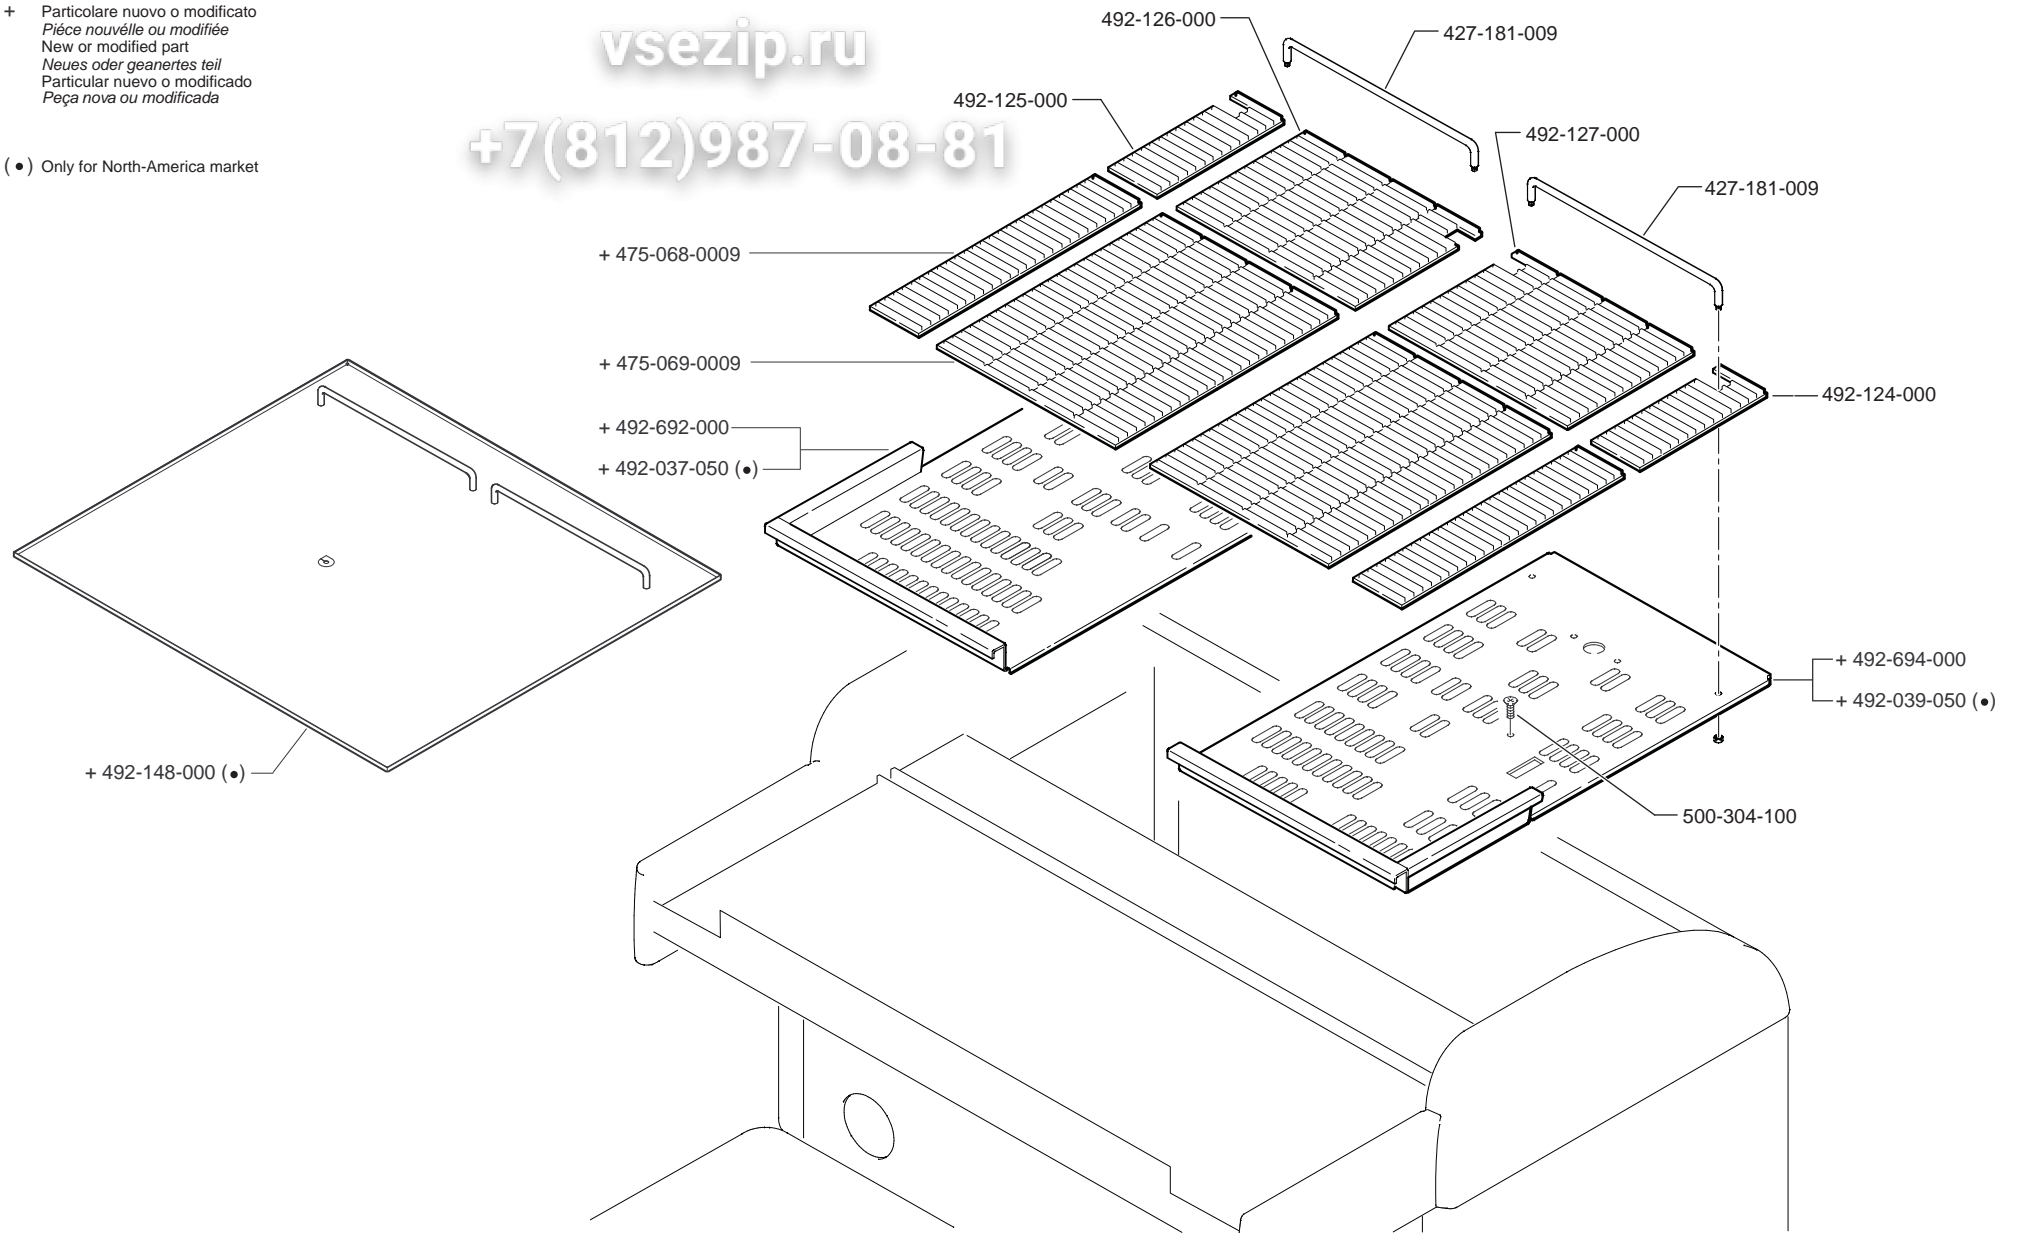 + Particolare nuovo o modificato
Piéce nouvélle ou modifiée
New or modified part
Neues oder geanertes teil
Particular nuevo o modificado
Peça nova ou modificada
(•) Only for North-America market
vsezip.ru
+7(812)987-08-81
492-126-000
427-181-009
492-125-000
492-127-000
427-181-009
+ 475-068-0009
+ 475-069-0009
492-124-000
+ 492-692-000
+ 492-037-050 (•)
+ 492-694-000
+ 492-039-050 (•)
+ 492-148-000 (•)
500-304-100